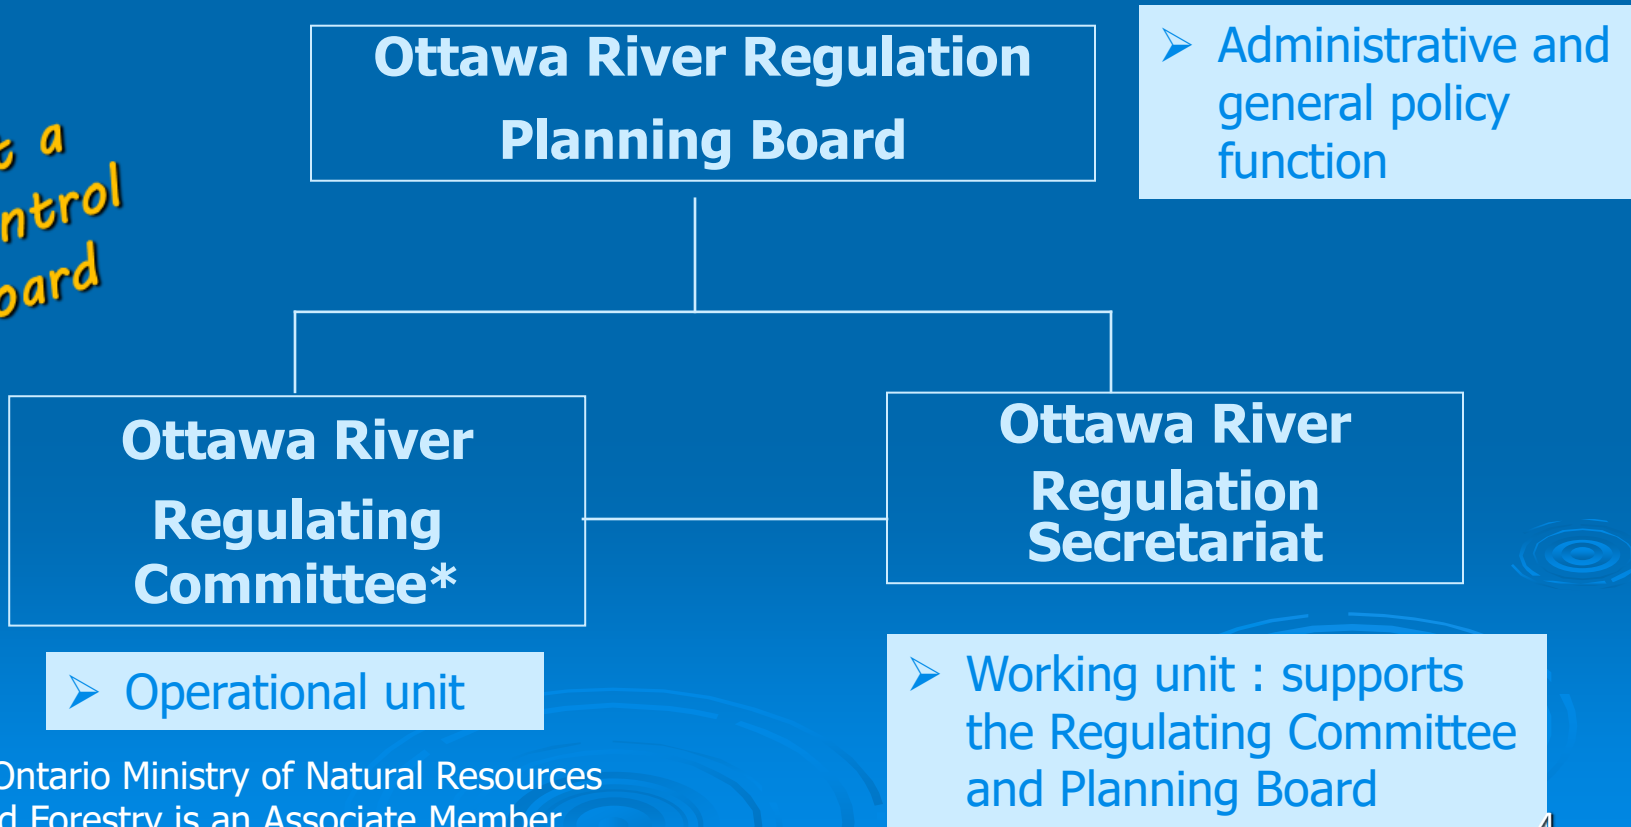 Ottawa River Regulation
Planning Board
Administrative and
general policy
function
a
Ottawa River
Regulating
Committee*
Ottawa River
Regulation
Secretariat
Operational unit
Working unit : supports
the Regulating Committee
and Planning Board
Ontario Ministry of Natural Resources
Forestry is an Associate Member
4